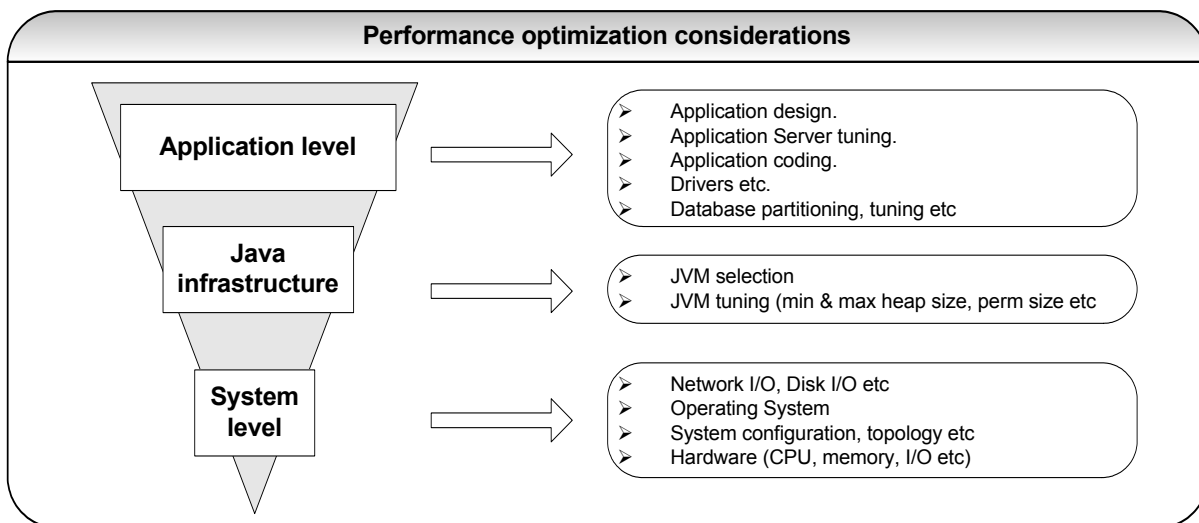 Performance optimization considerations
Application level
➢ Application design.
➢ Application Server tuning.
➢ Application coding.
➢ Drivers etc.
➢ Database partitioning, tuning etc
Java
infrastructure
➢ JVM selection
➢ JVM tuning (min & max heap size, perm size etc
System
level
➢ Network I/O, Disk I/O etc
➢ Operating System
➢ System configuration, topology etc
➢ Hardware (CPU, memory, I/O etc)